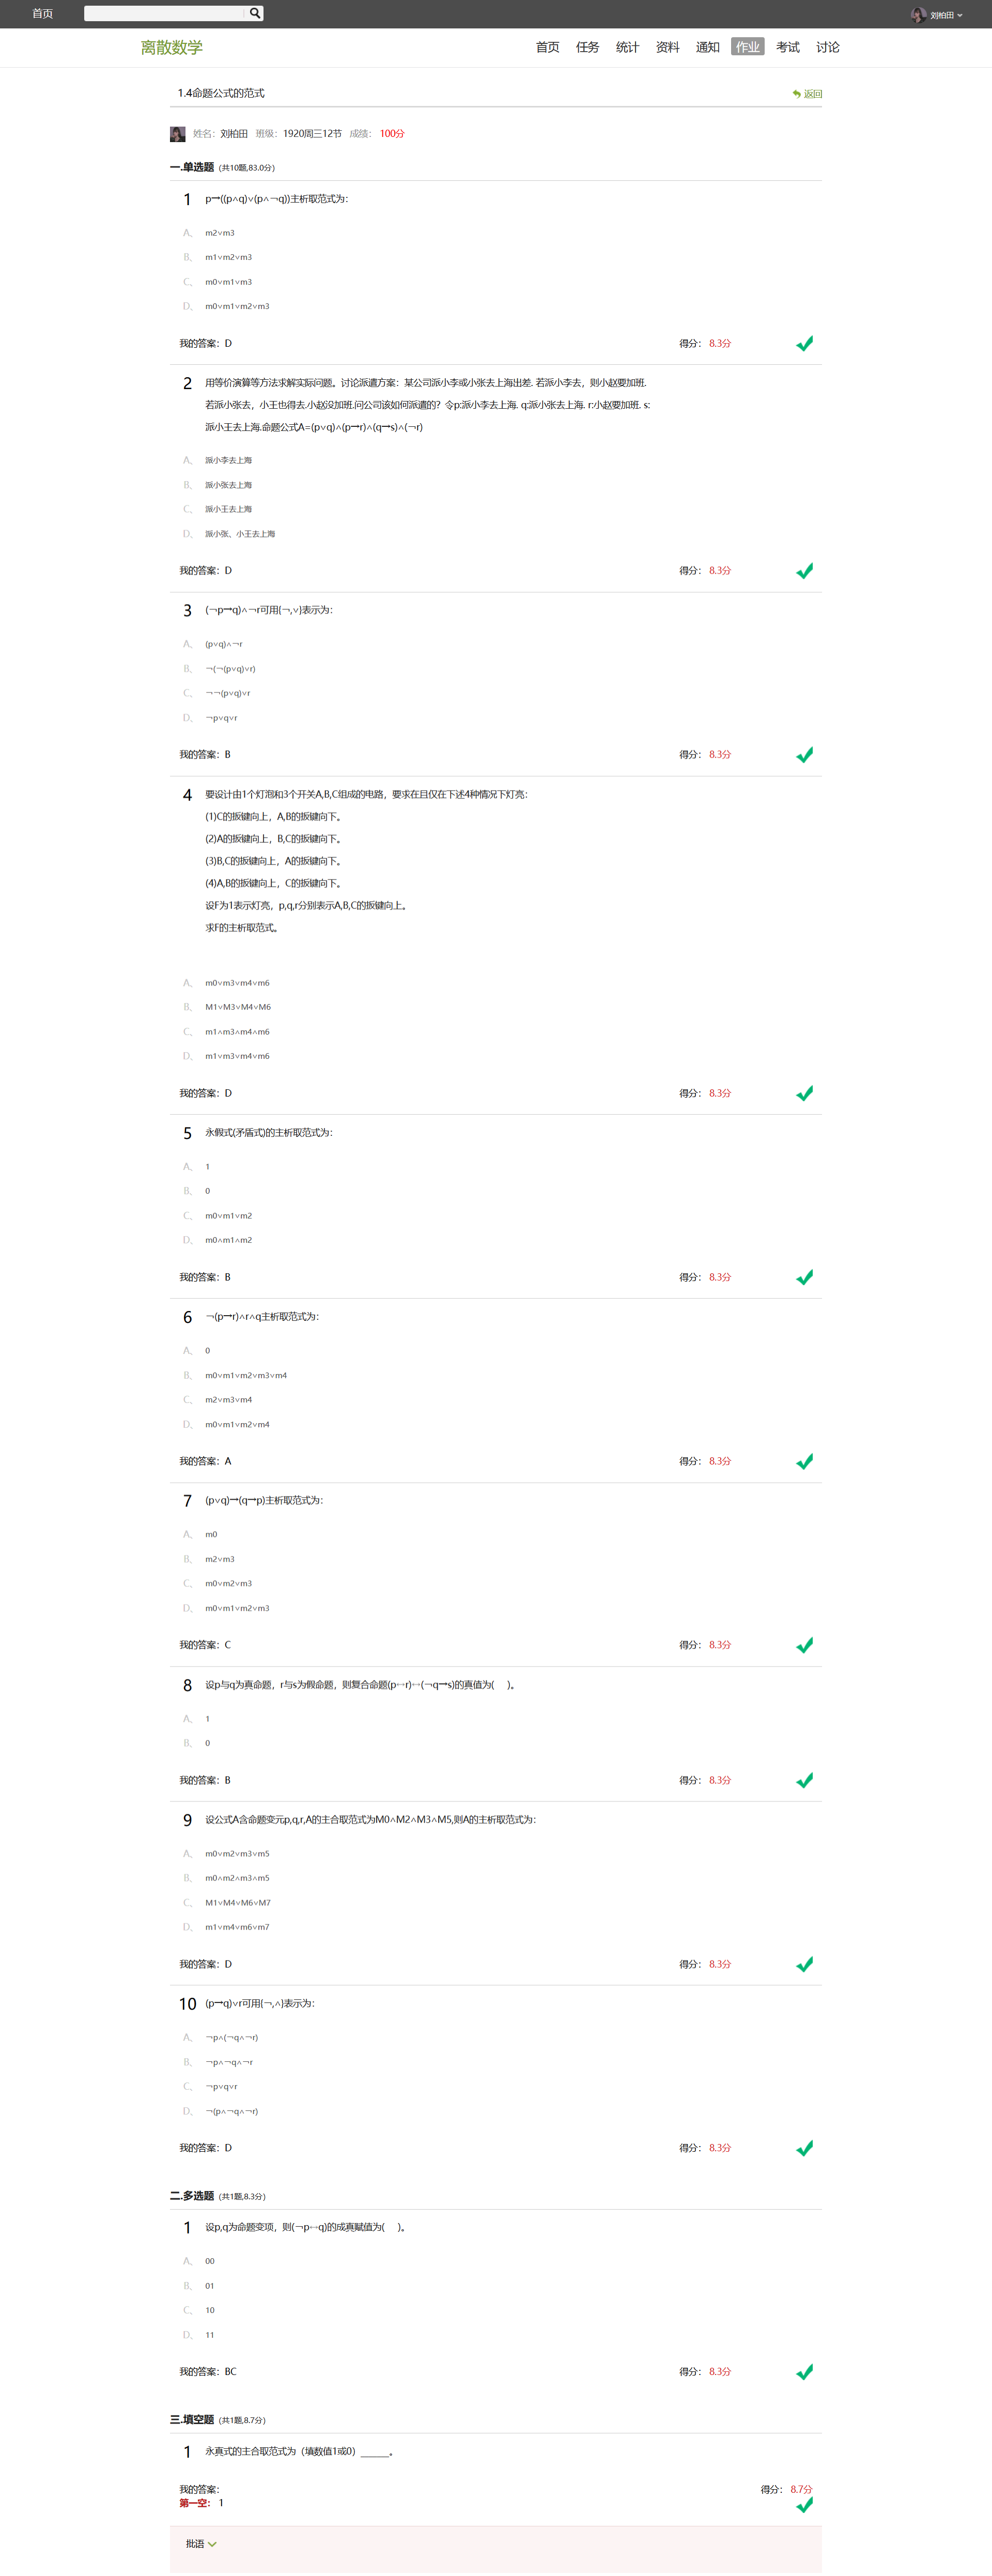 首页
刘柏田
离散数学
首页 任务 统计 资料 通知 作业 考试 讨论
1.4命题公式的范式
返回
姓名：刘柏田 班级：1920周三12节 成绩：100分
一.单选题 (共10题,83.0分)
1 p→((p∧q)∨(p∧¬q))主析取范式为：
A、 m2∨m3
B、 m1∨m2∨m3
C、 m0∨m1∨m3
D、 m0∨m1∨m2∨m3
我的答案：D 得分： 8.3分
2 用等价演算等方法求解实际问题。讨论派遣方案：某公司派小李或小张去上海出差. 若派小李去，则小赵要加班.
若派小张去，小王也得去.小赵没加班.问公司该如何派遣的？令p:派小李去上海. q:派小张去上海. r:小赵要加班. s:
派小王去上海.命题公式A=(p∨q)∧(p→r)∧(q→s)∧(¬r)
A、 派小李去上海
B、 派小张去上海
C、 派小王去上海
D、 派小张、小王去上海
我的答案：D 得分： 8.3分
3 (¬p→q)∧¬r可用{¬,∨}表示为：
A、 (p∨q)∧¬r
B、 ¬(¬(p∨q)∨r)
C、 ¬¬(p∨q)∨r
D、 ¬p∨q∨r
我的答案：B 得分： 8.3分
4 要设计由1个灯泡和3个开关A,B,C组成的电路，要求在且仅在下述4种情况下灯亮：
(1)C的扳键向上，A,B的扳键向下。
(2)A的扳键向上，B,C的扳键向下。
(3)B,C的扳键向上，A的扳键向下。
(4)A,B的扳键向上，C的扳键向下。
设F为1表示灯亮，p,q,r分别表示A,B,C的扳键向上。
求F的主析取范式。
A、 m0∨m3∨m4∨m6
B、 M1∨M3∨M4∨M6
C、 m1∧m3∧m4∧m6
D、 m1∨m3∨m4∨m6
我的答案：D 得分： 8.3分
5 永假式(矛盾式)的主析取范式为：
A、 1
B、 0
C、 m0∨m1∨m2
D、 m0∧m1∧m2
我的答案：B 得分： 8.3分
6 ¬(p→r)∧r∧q主析取范式为：
A、 0
B、 m0∨m1∨m2∨m3∨m4
C、 m2∨m3∨m4
D、 m0∨m1∨m2∨m4
我的答案：A 得分： 8.3分
7 (p∨q)→(q→p)主析取范式为：
A、 m0
B、 m2∨m3
C、 m0∨m2∨m3
D、 m0∨m1∨m2∨m3
我的答案：C 得分： 8.3分
8 设p与q为真命题，r与s为假命题，则复合命题(p↔r)↔(¬q→s)的真值为( )。
A、 1
B、 0
我的答案：B 得分： 8.3分
9 设公式A含命题变元p,q,r,A的主合取范式为M0∧M2∧M3∧M5,则A的主析取范式为：
A、 m0∨m2∨m3∨m5
B、 m0∧m2∧m3∧m5
C、 M1∨M4∨M6∨M7
D、 m1∨m4∨m6∨m7
我的答案：D 得分： 8.3分
10 (p→q)∨r可用{¬,∧}表示为：
A、 ¬p∧(¬q∧¬r)
B、 ¬p∧¬q∧¬r
C、 ¬p∨q∨r
D、 ¬(p∧¬q∧¬r)
我的答案：D 得分： 8.3分
二.多选题 (共1题,8.3分)
1 设p,q为命题变项，则(¬p↔q)的成真赋值为( )。
A、 00
B、 01
C、 10
D、 11
我的答案：BC 得分： 8.3分
三.填空题 (共1题,8.7分)
1 永真式的主合取范式为（填数值1或0）______。
我的答案： 得分： 8.7分
第一空： 1
批语